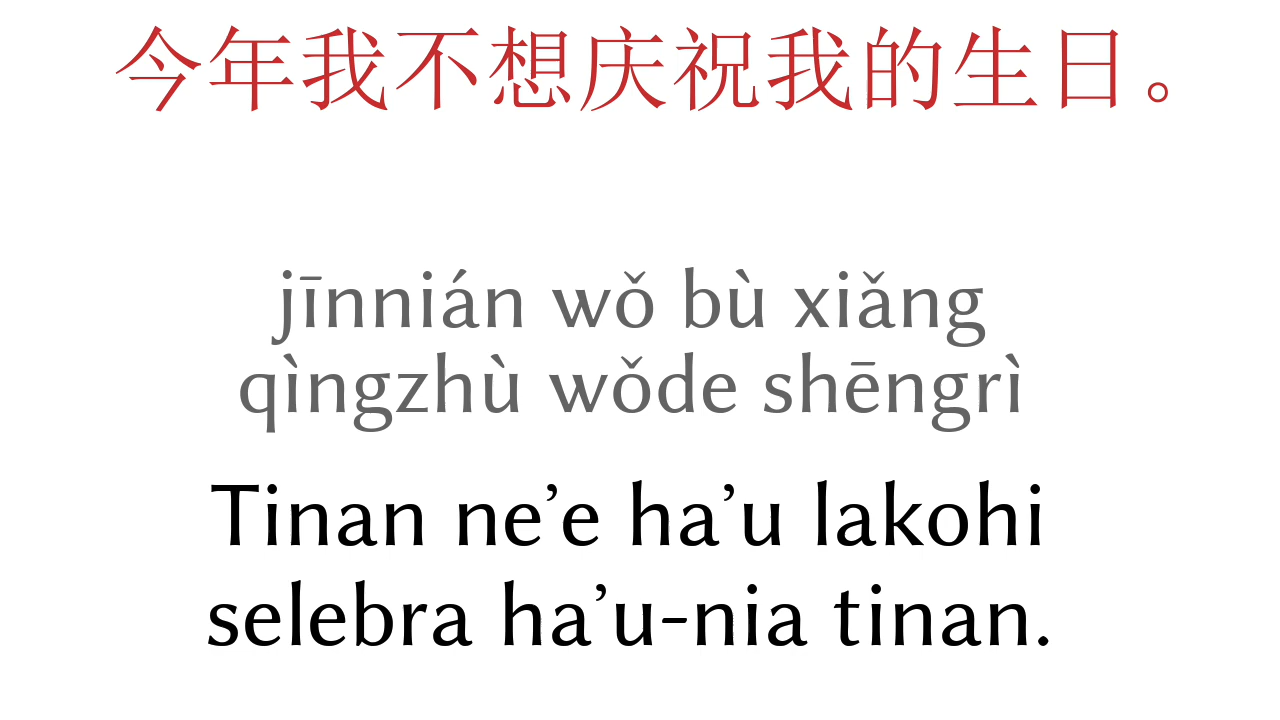 今年我不想庆祝我的生日。
jīnnián wǒ bù xiǎng
qìngzhù wǒde shēngrì
Tinan ne’e ha’u lakohi
selebra ha’u-nia tinan.